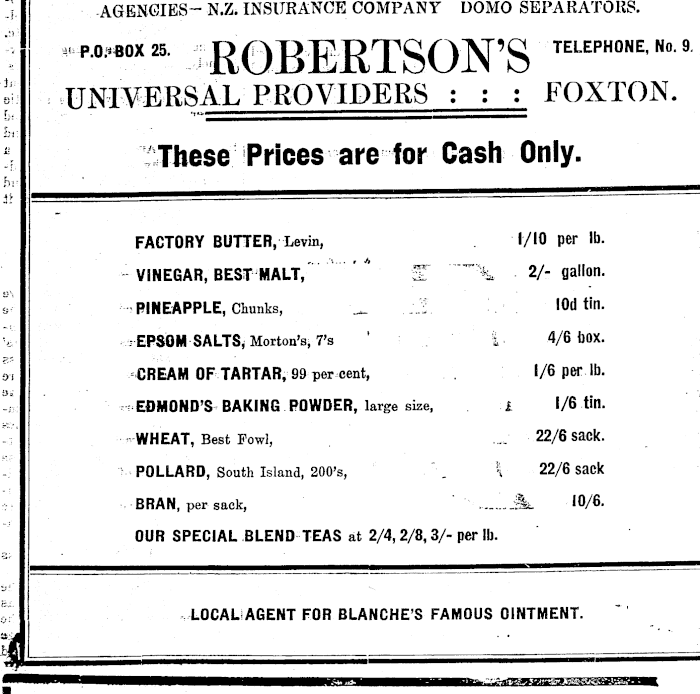 AGENCIES— N.Z. INSURANCE COMPANY DOMO SEPARATORS.
P.O. BOX 25.
ROBERTSON'S
TELEPHONE, No. 9.
UNIVERSAL PROVIDERS : : : FOXTON.
These Prices are for Cash Only.
FACTORY BUTTER, Levin, 1/10 per lb.
VINEGAR, BEST MALT, 2/- gallon.
PINEAPPLE, Chunks, 10d tin.
EPSOM SALTS, Morton's, 7's 4/6 box.
CREAM OF TARTAR, 99 per cent, 1/6 per lb.
EDMOND'S BAKING POWDER, large size, 1/6 tin.
WHEAT, Best Fowl, 22/6 sack.
POLLARD, South Island, 200's, 22/6 sack
BRAN, per sack, 10/6.
OUR SPECIAL BLEND TEAS at 2/4, 2/8, 3/- per lb.
LOCAL AGENT FOR BLANCHE'S FAMOUS OINTMENT.